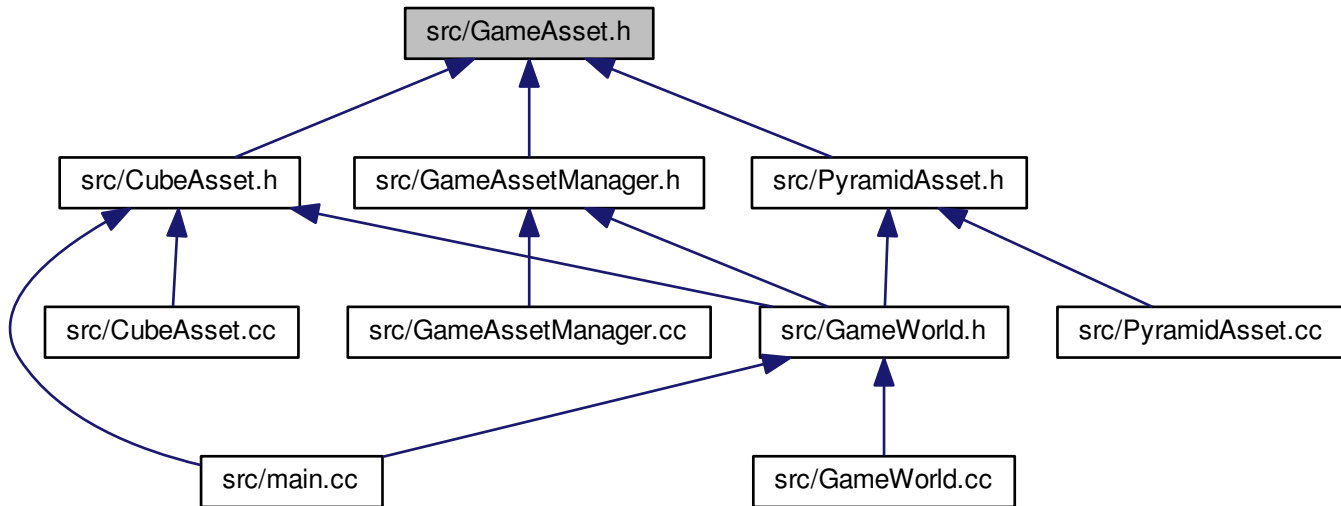 src/GameAsset.h
src/CubeAsset.h
src/GameAssetManager.h
src/PyramidAsset.h
src/CubeAsset.cc
src/GameAssetManager.cc
src/GameWorld.h
src/PyramidAsset.cc
src/main.cc
src/GameWorld.cc